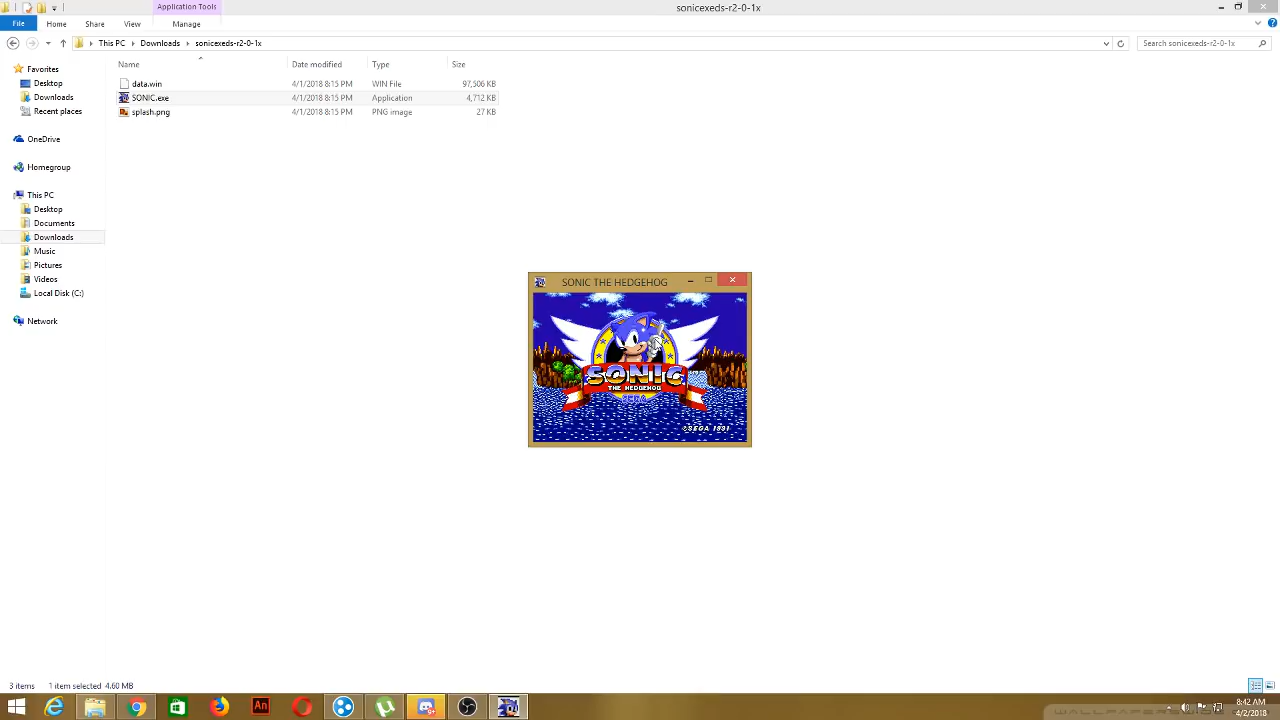 Application Tools
sonicexeds-r2-0-1x
File
Home
Share
View
Manage
This PC
Downloads
sonicexeds-r2-0-1x
Search sonicexeds-r2-0-1x
Name
Date modified
Type
Size
data.win
4/1/2018 8:15 PM
WIN File
97,506 KB
SONIC.exe
4/1/2018 8:15 PM
Application
4,712 KB
splash.png
4/1/2018 8:15 PM
PNG image
27 KB
Favorites
Desktop
Downloads
Recent places
OneDrive
Homegroup
This PC
Desktop
Documents
Downloads
Music
Pictures
Videos
Local Disk (C:)
Network
SONIC THE HEDGEHOG
SONIC
THE HEDGEHOG
SEGA
©SEGA 1991
3 items
1 item selected 4.60 MB
An
8:42 AM
4/2/2018